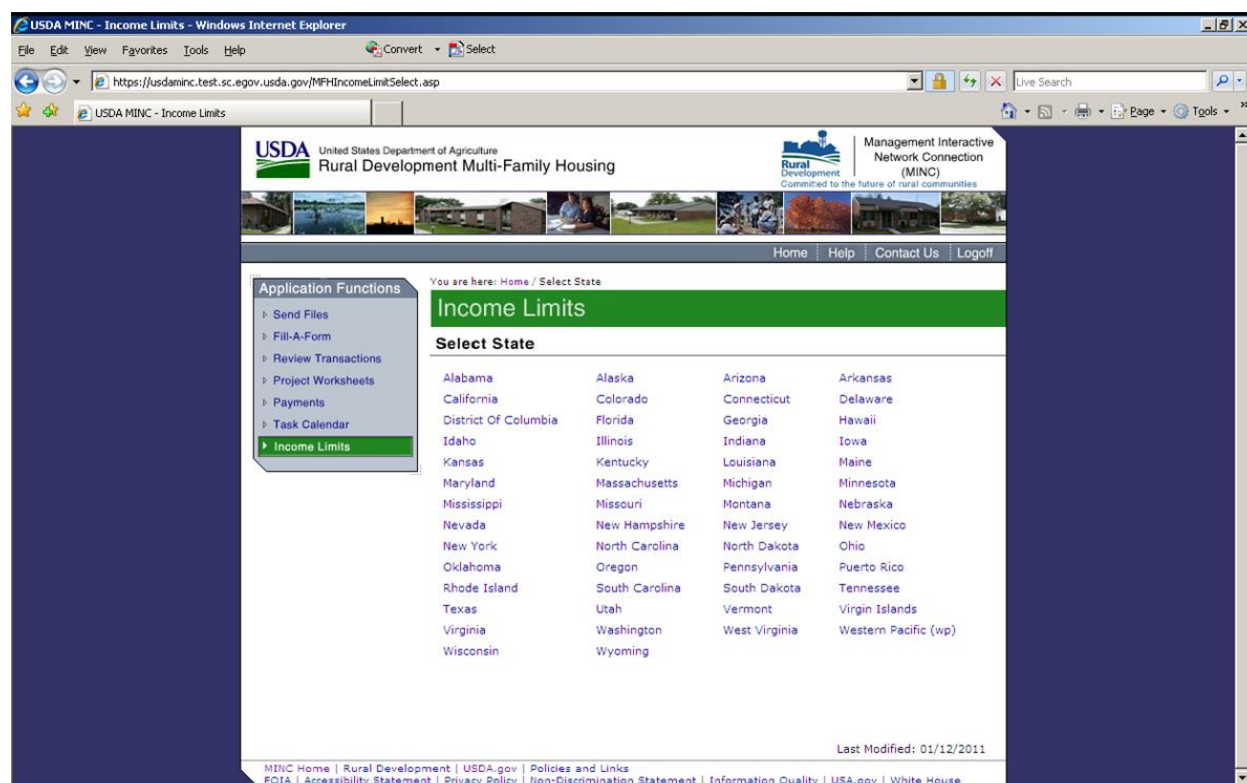 USDA MINC - Income Limits - Windows Internet Explorer
File Edit View Favorites Tools Help Convert Select
https://usdaminc.test.sc.egov.usda.gov/MFHIncomeLimitSelect.asp Live Search
USDA MINC - Income Limits Page Tools
USDA United States Department of Agriculture
Rural Development Multi-Family Housing
Rural Development
Committed to the future of rural communities
Management Interactive
Network Connection
(MINC)
Home Help Contact Us Logoff
Application Functions
Send Files
Fill-A-Form
Review Transactions
Project Worksheets
Payments
Task Calendar
Income Limits
You are here: Home / Select State
Income Limits
Select State
Alabama Alaska Arizona Arkansas
California Colorado Connecticut Delaware
District Of Columbia Florida Georgia Hawaii
Idaho Illinois Indiana Iowa
Kansas Kentucky Louisiana Maine
Maryland Massachusetts Michigan Minnesota
Mississippi Missouri Montana Nebraska
Nevada New Hampshire New Jersey New Mexico
New York North Carolina North Dakota Ohio
Oklahoma Oregon Pennsylvania Puerto Rico
Rhode Island South Carolina South Dakota Tennessee
Texas Utah Vermont Virgin Islands
Virginia Washington West Virginia Western Pacific (wp)
Wisconsin Wyoming
Last Modified: 01/12/2011
MINC Home | Rural Development | USDA.gov | Policies and Links
FOIA | Accessibility Statement | Privacy Policy | Non-Discrimination Statement | Information Quality | USA.gov | White House